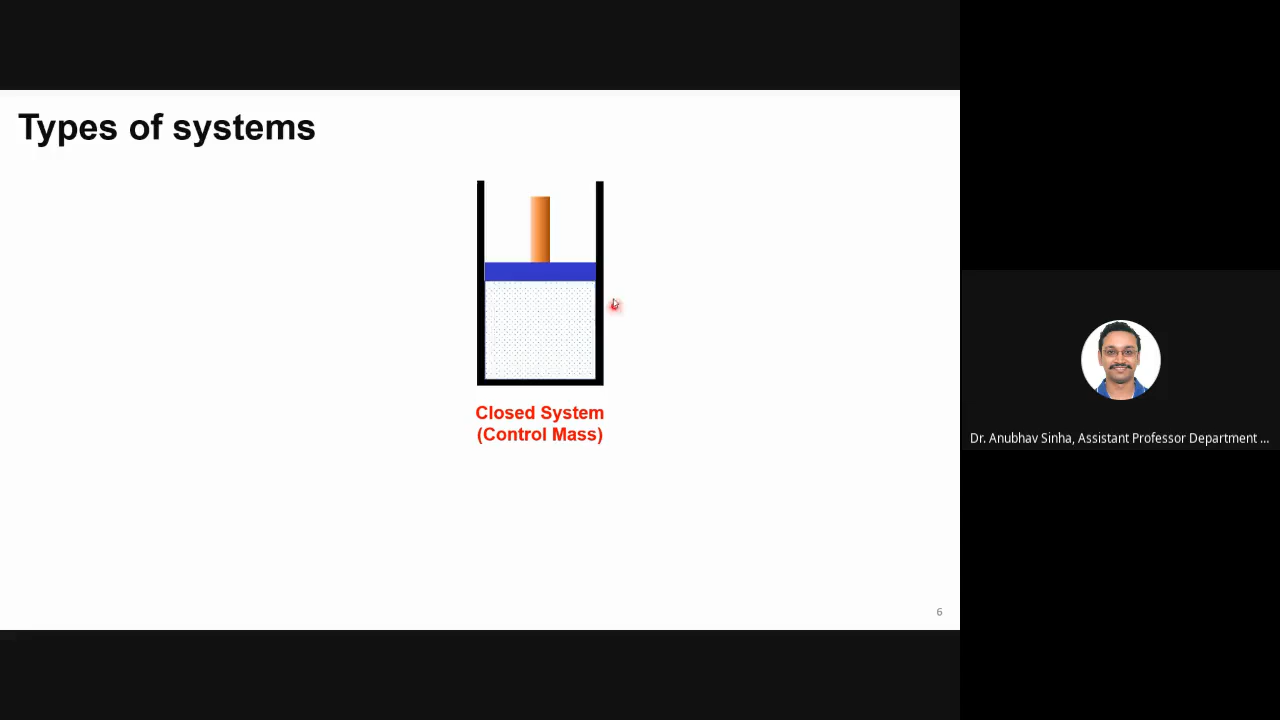 Types of systems
Closed System
(Control Mass)
6
Dr. Anubhav Sinha, Assistant Professor Department ...